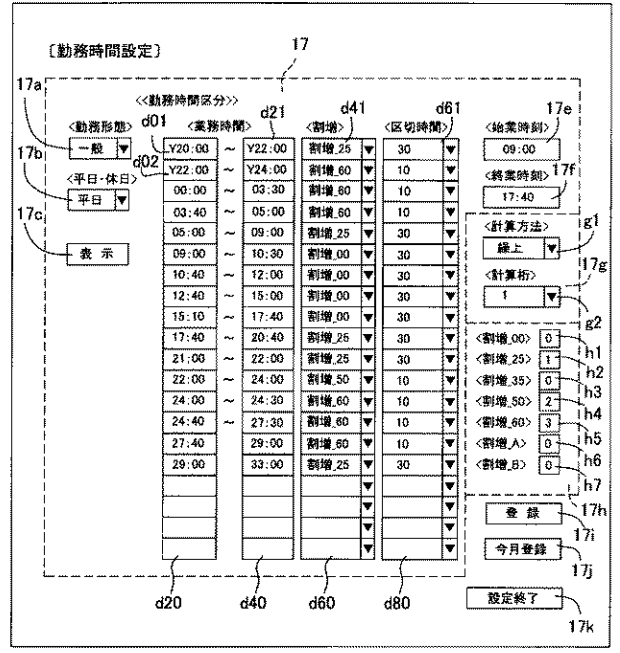 〔勤務時間設定〕
17
17a
<<勤務時間区分>>
d01
d21
d41
d61
17e
<勤務形態>
<業務時間>
<割増>
<区切時間>
<始業時刻>
一般 ▼
Y20:00 ～ Y22:00 割増_25 ▼ 30 ▼
09:00
17b
d02
Y22:00 ～ Y24:00 割増_60 ▼ 10 ▼
<平日・休日>
00:00 ～ 03:30 割増_60 ▼ 10 ▼
<終業時刻>
17f
平日 ▼
03:40 ～ 05:00 割増_60 ▼ 10 ▼
17:40
17c
05:00 ～ 09:00 割増_25 ▼ 30 ▼
<計算方法>
g1
表 示
09:00 ～ 10:30 割増_00 ▼ 30 ▼
繰上 ▼
10:40 ～ 12:00 割増_00 ▼ 30 ▼
<計算桁>
17g
12:40 ～ 15:00 割増_00 ▼ 30 ▼
1 ▼
15:10 ～ 17:40 割増_00 ▼ 30 ▼
g2
17:40 ～ 20:40 割増_25 ▼ 30 ▼
<割増_00> 0 h1
21:00 ～ 22:00 割増_25 ▼ 30 ▼
<割増_25> 1 h2
22:00 ～ 24:00 割増_50 ▼ 10 ▼
<割増_35> 0 h3
24:00 ～ 24:30 割増_60 ▼ 10 ▼
<割増_50> 2 h4
24:40 ～ 27:30 割増_60 ▼ 10 ▼
<割増_60> 3 h5
27:40 29:00 割増_60 ▼ 10 ▼
<割増_A> 0 h6
29:00 33:00 割増_25 ▼ 30 ▼
<割増_B> 0 h7
▼ ▼
17h
▼ ▼
登 録
17i
▼ ▼
▼ ▼
今月登録
17j
d20
d40
d60
d80
設定終了
17k